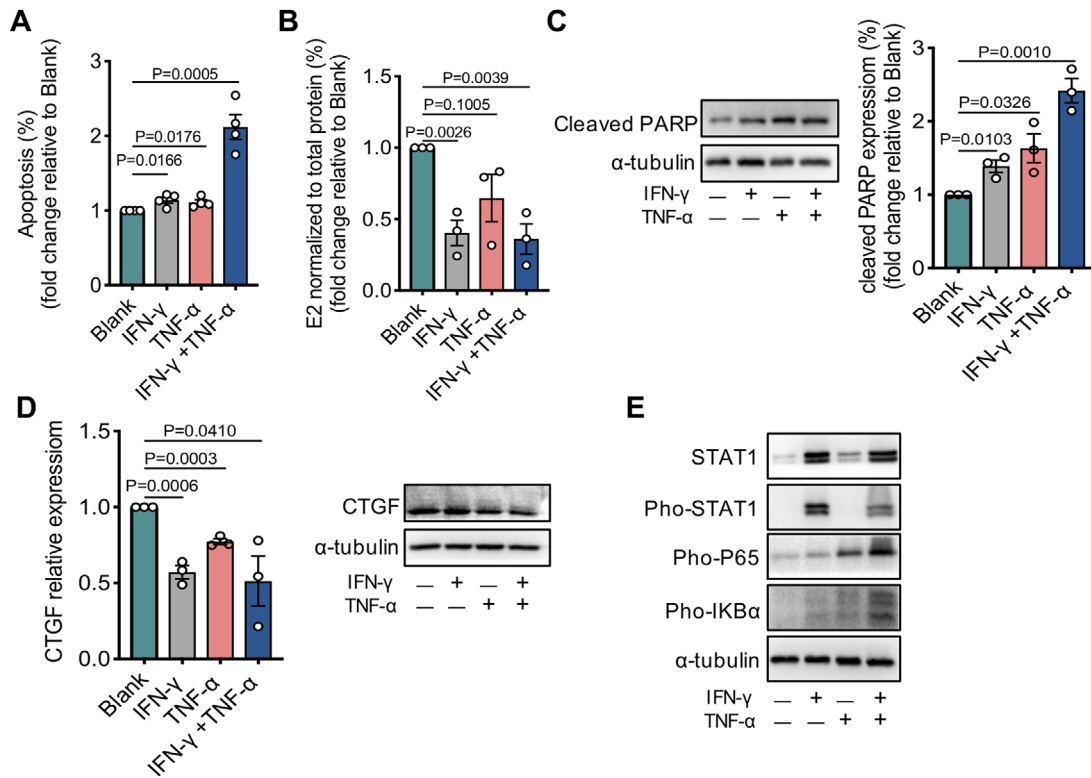 A
Apoptosis (%)
(fold change relative to Blank)
3
2
1
0
P=0.0005
P=0.0176
P=0.0166
Blank
IFN-γ
TNF-α
IFN-γ +TNF-α
B
E2 normalized to total protein (%)
(fold change relative to Blank)
1.5
1.0
0.5
0.0
P=0.0039
P=0.1005
P=0.0026
Blank
IFN-γ
TNF-α
IFN-γ +TNF-α
C
Cleaved PARP
α-tubulin
IFN-γ — + — +
TNF-α — — + +
cleaved PARP expression (%)
(fold change relative to Blank)
3
2
1
0
P=0.0010
P=0.0326
P=0.0103
Blank
IFN-γ
TNF-α
IFN-γ +TNF-α
D
CTGF relative expressiom
1.5
1.0
0.5
0.0
P=0.0410
P=0.0003
P=0.0006
Blank
IFN-γ
TNF-α
IFN-γ +TNF-α
CTGF
α-tubulin
IFN-γ — + — +
TNF-α — — + +
E
STAT1
Pho-STAT1
Pho-P65
Pho-IKBα
α-tubulin
IFN-γ — + — +
TNF-α — — + +